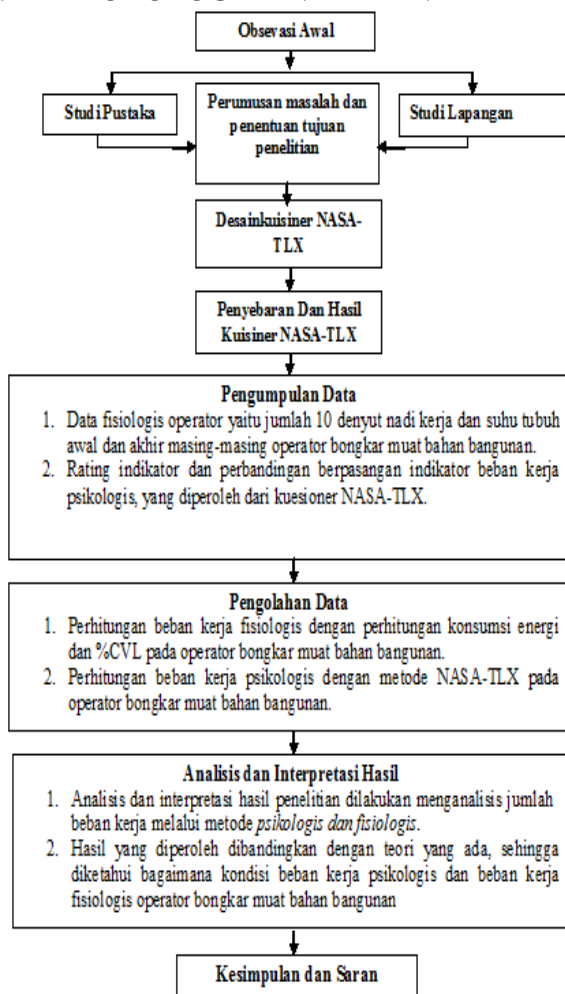 Obsevasi Awal
Studi Pustaka
Perumusan masalah dan
penentuan tujuan
penelitian
Studi Lapangan
Desainkuisiner NASA-
TLX
Penyebaran Dan Hasil
Kuisiner NASA-TLX
Pengumpulan Data
1. Data fisiologis operator yaitu jumlah 10 denyut nadi kerja dan suhu tubuh
awal dan akhir masing-masing operator bongkar muat bahan bangunan.
2. Rating indikator dan perbandingan berpasangan indikator beban kerja
psikologis, yang diperoleh dari kuesioner NASA-TLX.
Pengolahan Data
1. Perhitungan beban kerja fisiologis dengan perhitungan konsumsi energi
dan %CVL pada operator bongkar muat bahan bangunan.
2. Perhitungan beban kerja psikologis dengan metode NASA-TLX pada
operator bongkar muat bahan bangunan.
Analisis dan Interpretasi Hasil
1. Analisis dan interpretasi hasil penelitian dilakukan menganalisis jumlah
beban kerja melalui metode psikologis dan fisiologis.
2. Hasil yang diperoleh dibandingkan dengan teori yang ada, sehingga
diketahui bagaimana kondisi beban kerja psikologis dan beban kerja
fisiologis operator bongkar muat bahan bangunan
Kesimpulan dan Saran